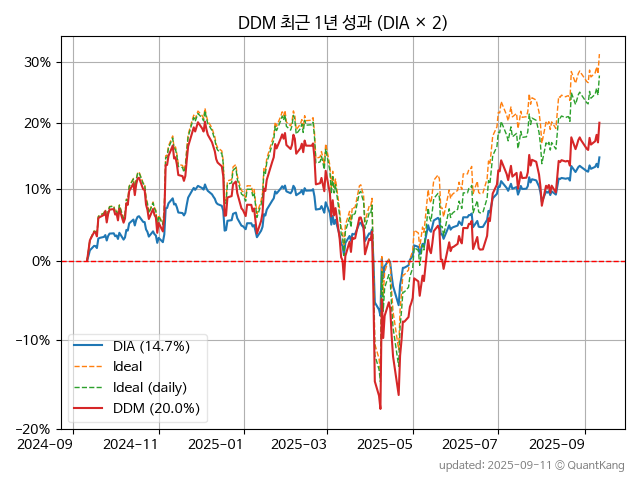 DDM 최근 1년 성과 (DIA × 2)
30%
20%
10%
0%
−10%
−20%
DIA (14.7%)
Ideal
Ideal (daily)
DDM (20.0%)
2024−09
2024−11
2025−01
2025−03
2025−05
2025−07
2025−09
updated: 2025−09−11 © QuantKang